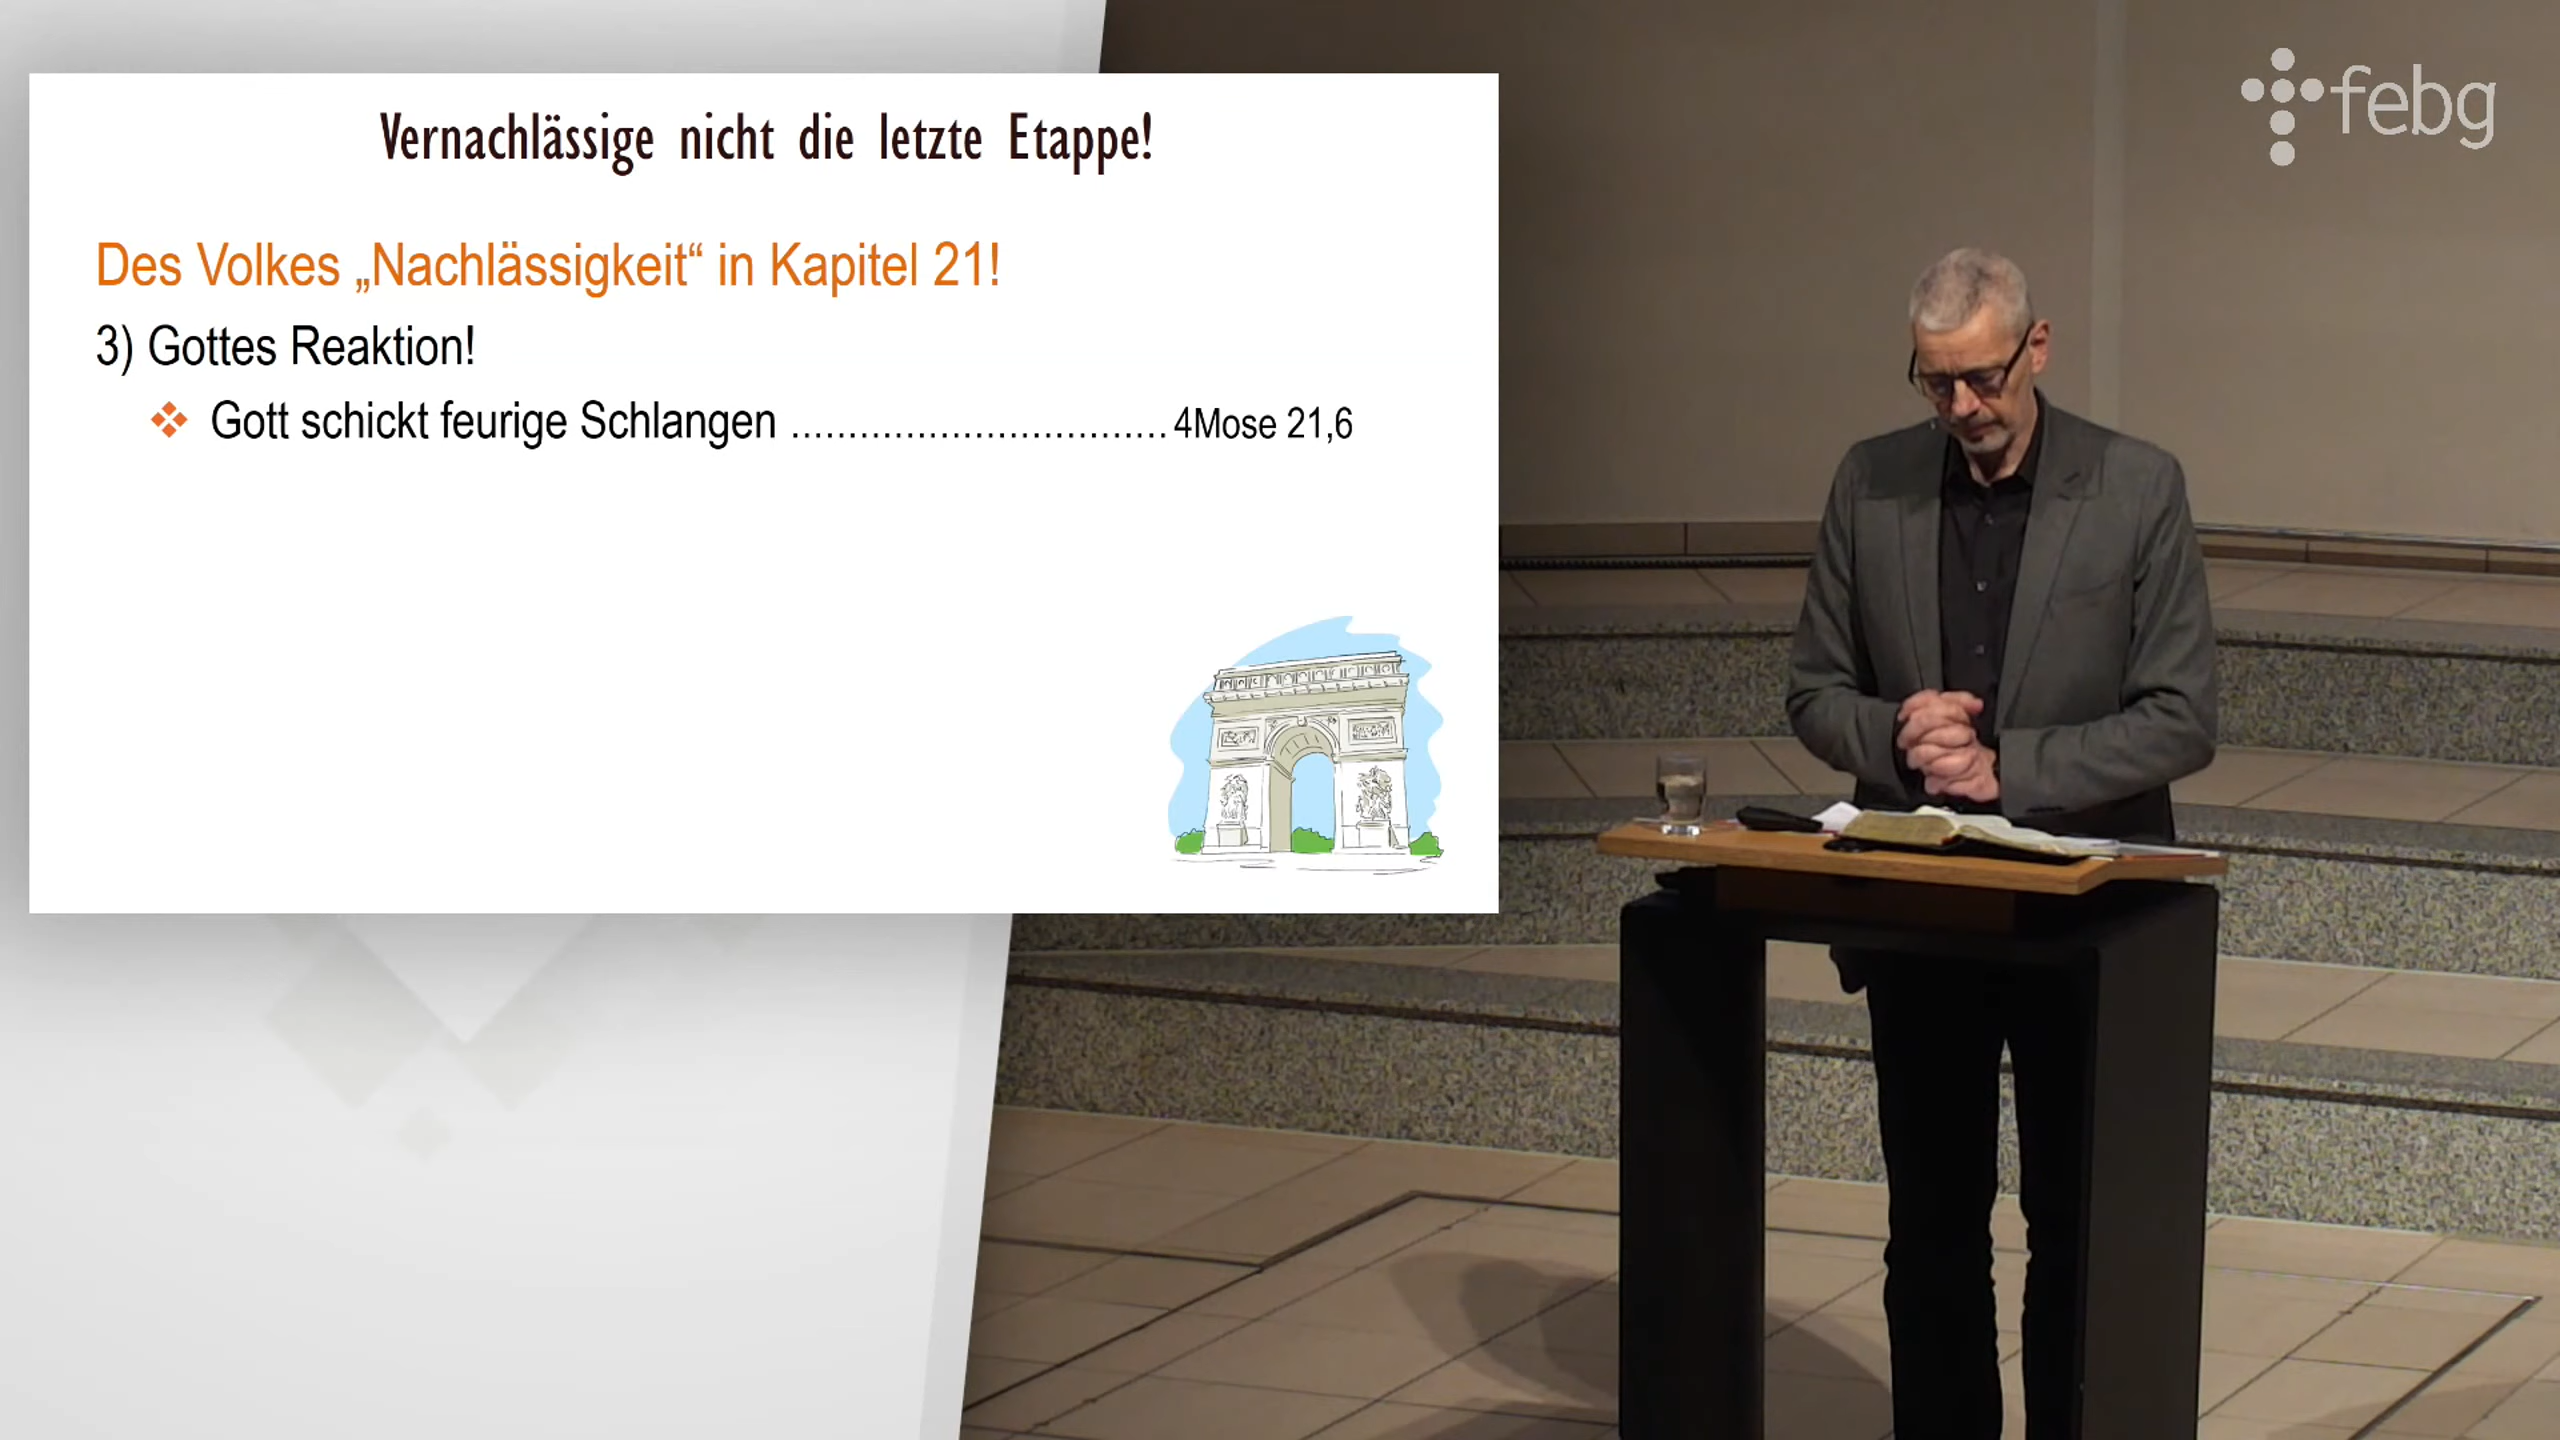 Vernachlässige nicht die letzte Etappe!
Des Volkes „Nachlässigkeit“ in Kapitel 21!
3) Gottes Reaktion!
❖ Gott schickt feurige Schlangen ................................. 4Mose 21,6
febg